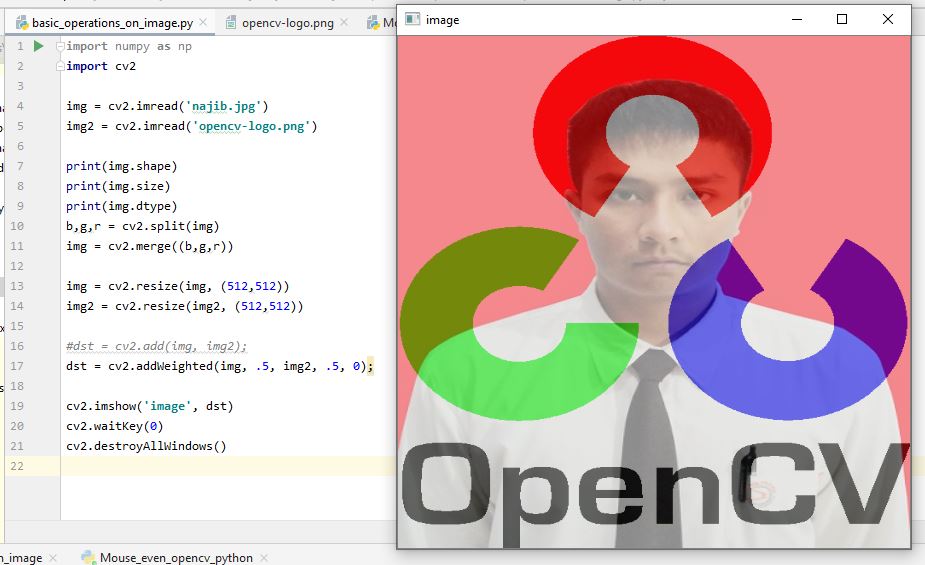 basic_operations_on_image.py
opencv-logo.png
image
1 import numpy as np
2 import cv2
3
4 img = cv2.imread('najib.jpg')
5 img2 = cv2.imread('opencv-logo.png')
6
7 print(img.shape)
8 print(img.size)
9 print(img.dtype)
10 b,g,r = cv2.split(img)
11 img = cv2.merge((b,g,r))
12
13 img = cv2.resize(img, (512,512))
14 img2 = cv2.resize(img2, (512,512))
15
16 #dst = cv2.add(img, img2);
17 dst = cv2.addWeighted(img, .5, img2, .5, 0);
18
19 cv2.imshow('image', dst)
20 cv2.waitKey(0)
21 cv2.destroyAllWindows()
22
OpenCV
n_image
Mouse_even_opencv_python